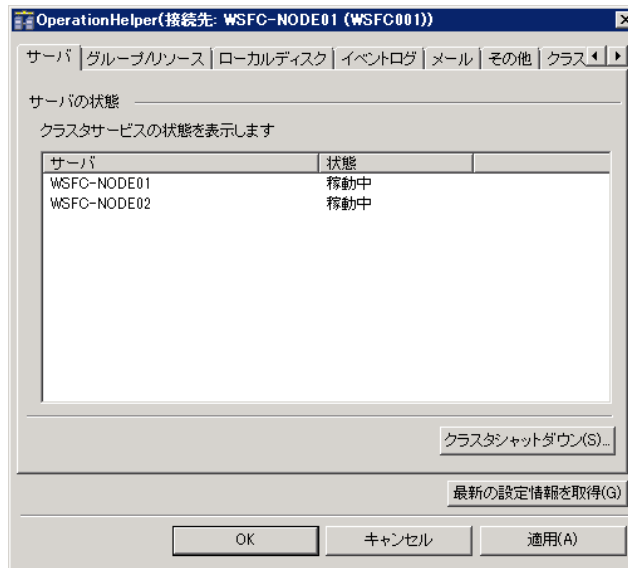 OperationHelper(接続先: WSFC-NODE01 (WSFC001))
サーバ グループ/リソース ローカルディスク イベントログ メール その他 クラス
サーバの状態
クラスタサービスの状態を表示します
サーバ 状態
WSFC-NODE01 稼動中
WSFC-NODE02 稼動中
クラスタシャットダウン(S)...
最新の設定情報を取得(G)
OK キャンセル 適用(A)